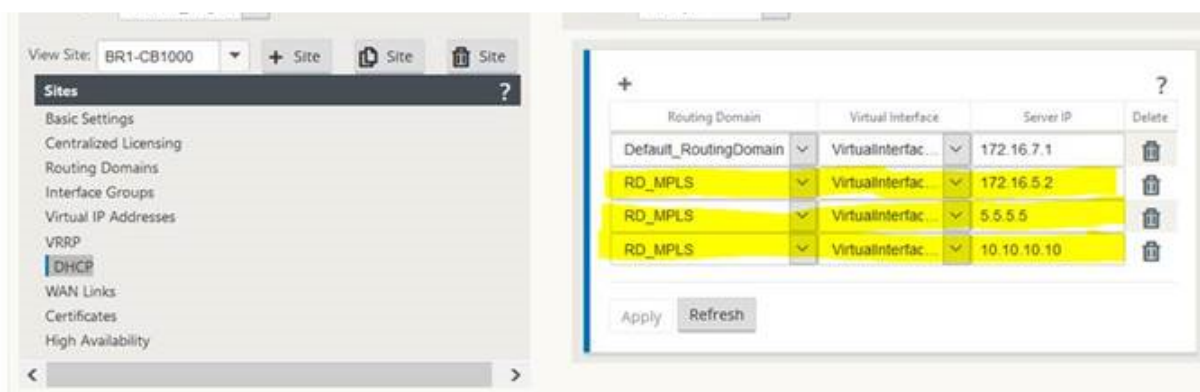 View Site: BR1-CB1000 + Site Site Site
Sites ?
Basic Settings
Centralized Licensing
Routing Domains
Interface Groups
Virtual IP Addresses
VRRP
DHCP
WAN Links
Certificates
High Availability
+ ?
Routing Domain Virtual Interface Server IP Delete
Default_RoutingDomain VirtualInterfac... 172.16.7.1
RD_MPLS VirtualInterfac... 172.16.5.2
RD_MPLS VirtualInterfac... 5.5.5.5
RD_MPLS VirtualInterfac... 10.10.10.10
Apply Refresh